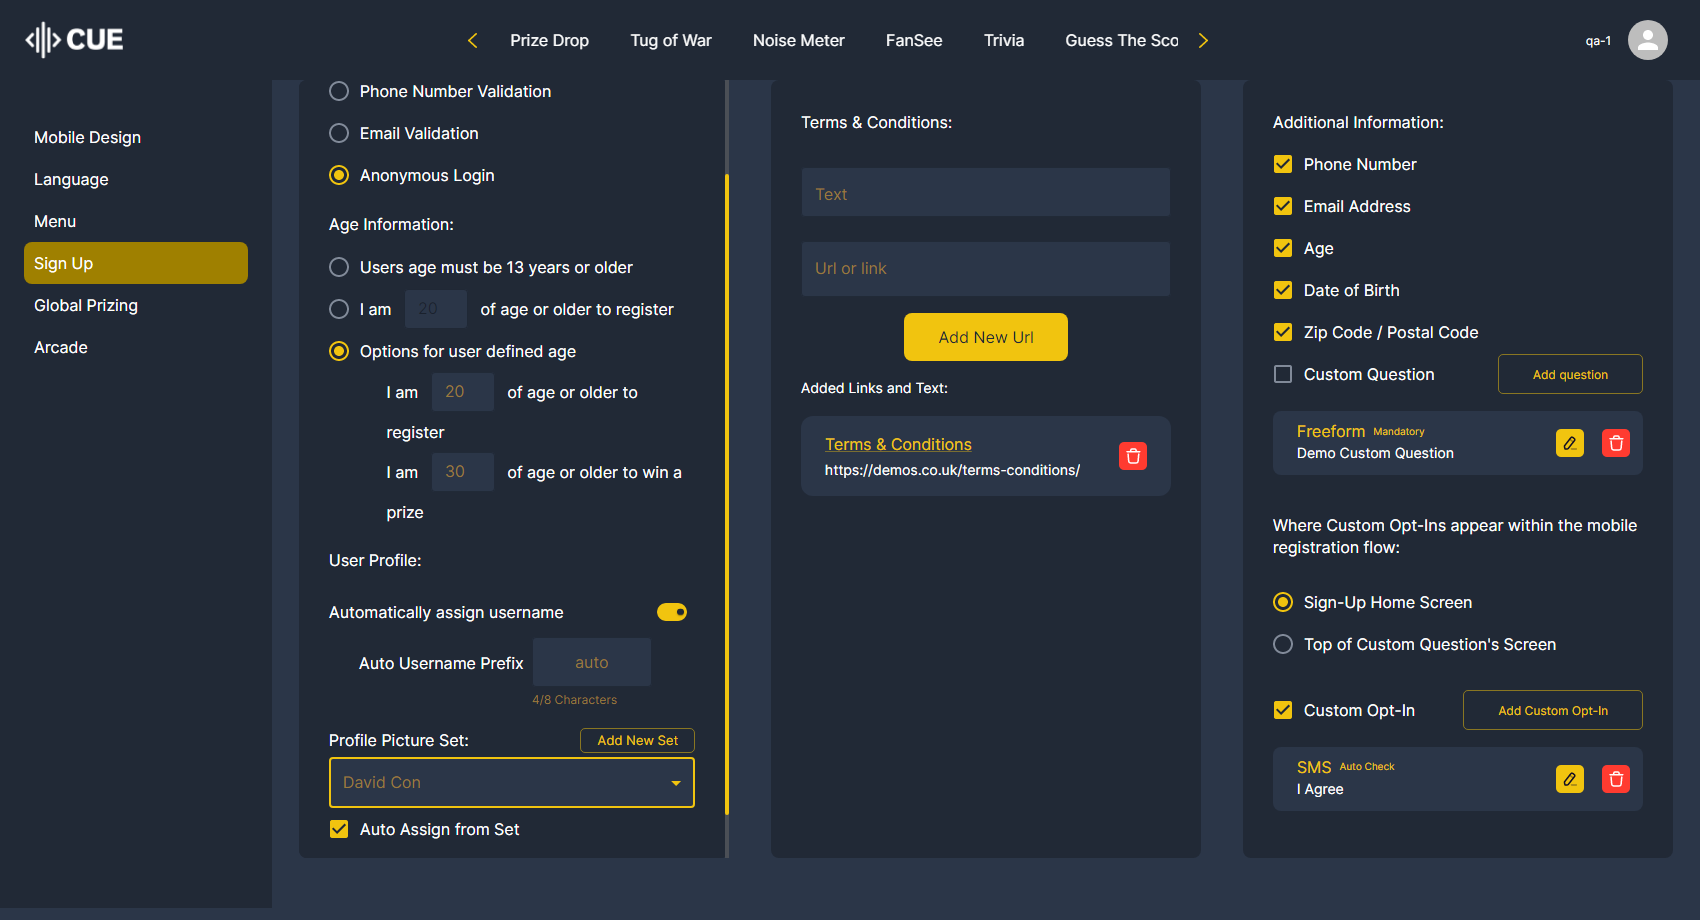 CUE
Prize Drop
Tug of War
Noise Meter
FanSee
Trivia
Guess The Sco
qa-1
Mobile Design
Language
Menu
Sign Up
Global Prizing
Arcade
Phone Number Validation
Email Validation
Anonymous Login
Age Information:
Users age must be 13 years or older
I am 20 of age or older to register
Options for user defined age
I am 20 of age or older to
register
I am 30 of age or older to win a
prize
User Profile:
Automatically assign username
Auto Username Prefix auto
4/8 Characters
Profile Picture Set: Add New Set
David Con
Auto Assign from Set
Terms & Conditions:
Text
Url or link
Add New Url
Added Links and Text:
Terms & Conditions
https://demos.co.uk/terms-conditions/
Additional Information:
Phone Number
Email Address
Age
Date of Birth
Zip Code / Postal Code
Custom Question Add question
Freeform Mandatory
Demo Custom Question
Where Custom Opt-Ins appear within the mobile
registration flow:
Sign-Up Home Screen
Top of Custom Question's Screen
Custom Opt-In Add Custom Opt-In
SMS Auto Check
I Agree